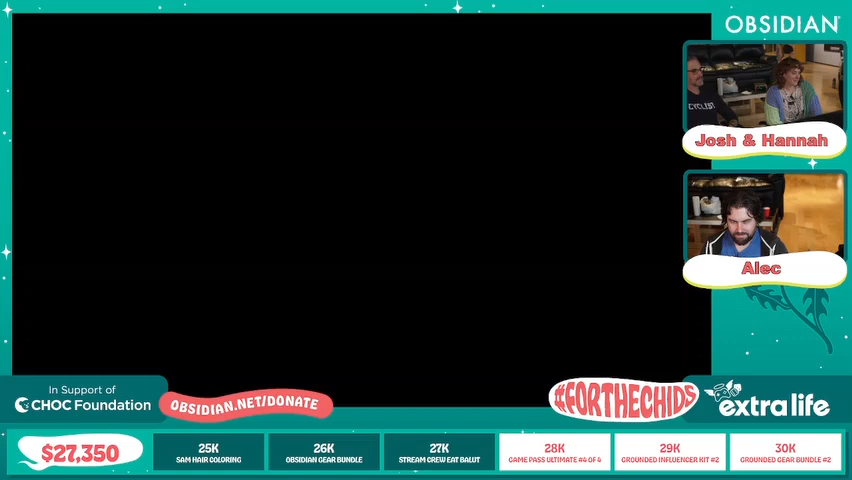 OBSIDIAN
CYCLIST
Josh & Hannah
Alec
In Support of
CHOC Foundation
OBSIDIAN.NET/DONATE
#FORTHECHIDS
extra life
$27,350
25K
SAM HAIR COLORING
26K
OBSIDIAN GEAR BUNDLE
27K
STREAM CREW EAT BALUT
28K
GAME PASS ULTIMATE #4 OF 4
29K
GROUNDED INFLUENCER KIT #2
30K
GROUNDED GEAR BUNDLE #2